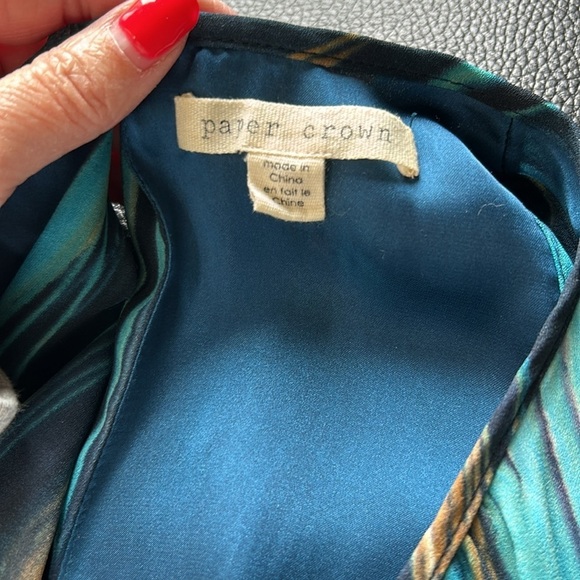 paper crown
made in
China
en fait le
Chine